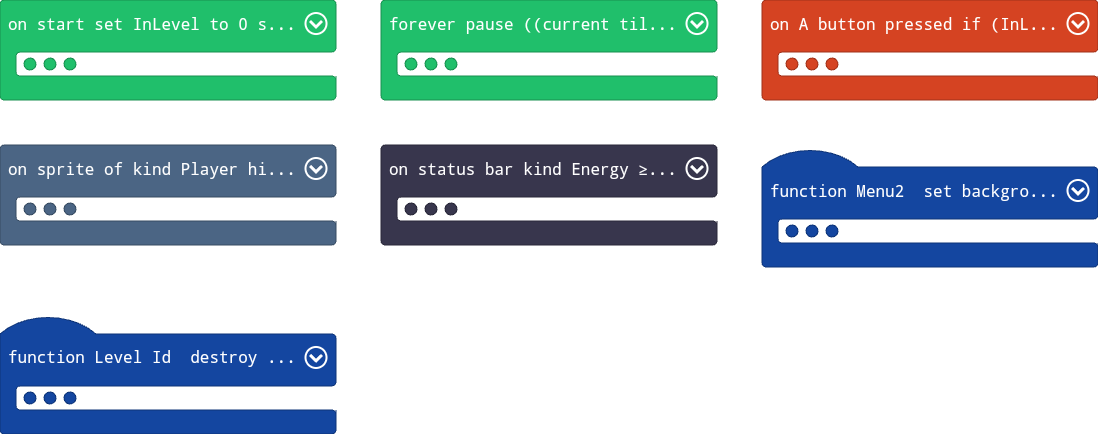 on start set InLevel to 0 s...
forever pause ((current til...
on A button pressed if (InL...
on sprite of kind Player hi...
on status bar kind Energy ≥...
function Menu2  set backgro...
function Level Id  destroy ...